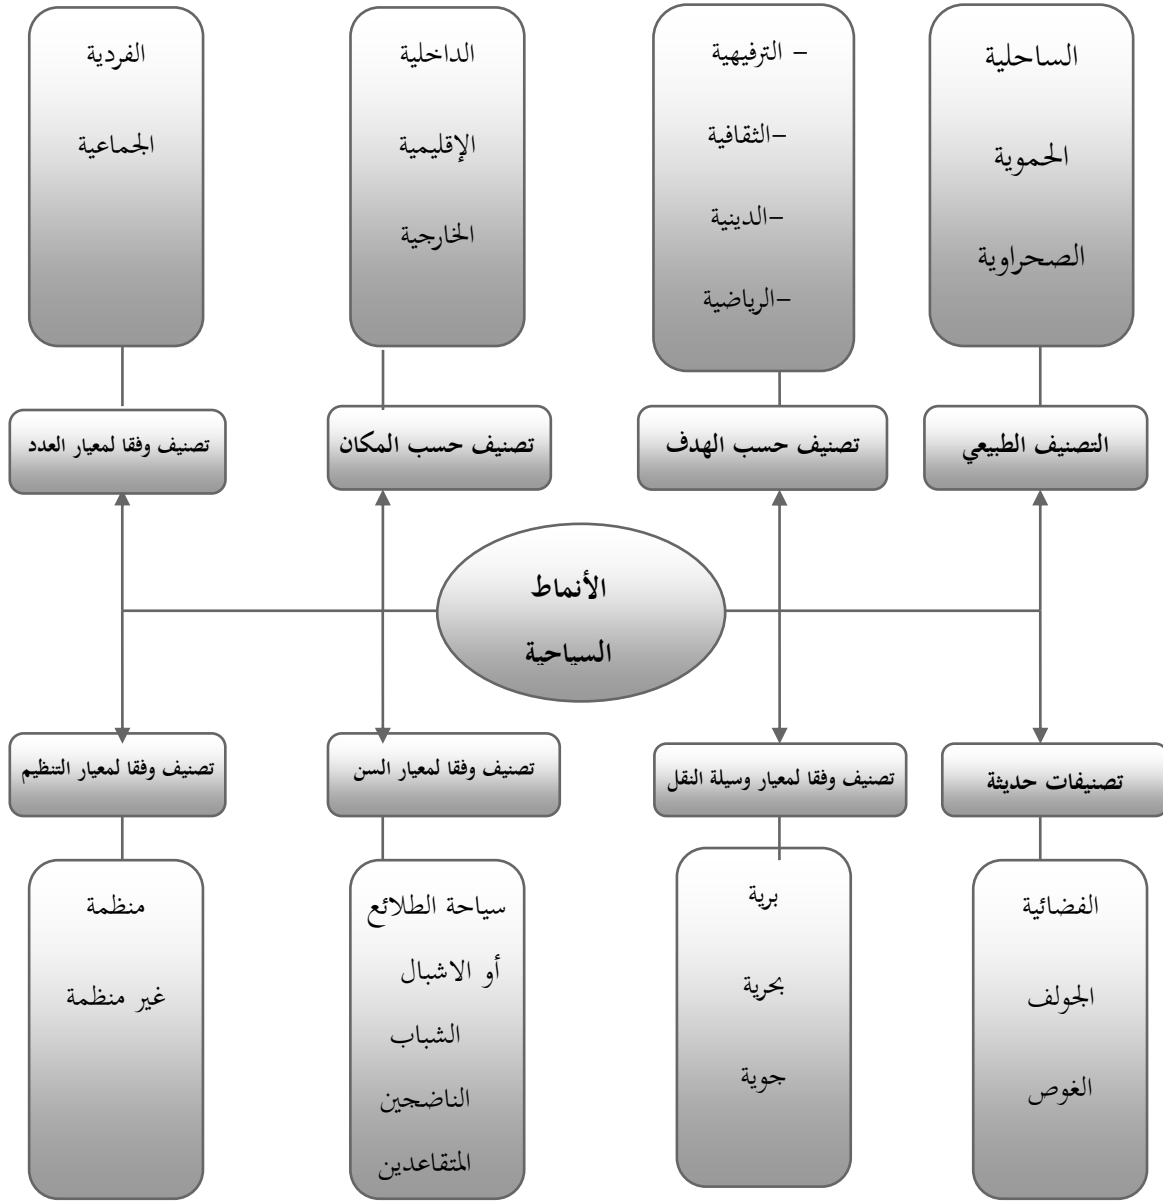 الساحلية
الحموية
الصحراوية
– الترفيهية
–الثقافية
–الدينية
–الرياضية
الداخلية
الإقليمية
الخارجية
الفردية
الجماعية
التصنيف الطبيعي
تصنيف حسب الهدف
تصنيف حسب المكان
تصنيف وفقا لمعيار العدد
الأنماط
السياحية
تصنيفات حديثة
تصنيف وفقا لمعيار وسيلة النقل
تصنيف وفقا لمعيار السن
تصنيف وفقا لمعيار التنظيم
الفضائية
الجولف
الغوص
برية
بحرية
جوية
سياحة الطلائع
أو الاشبال
الشباب
الناضجين
المتقاعدين
منظمة
غير منظمة